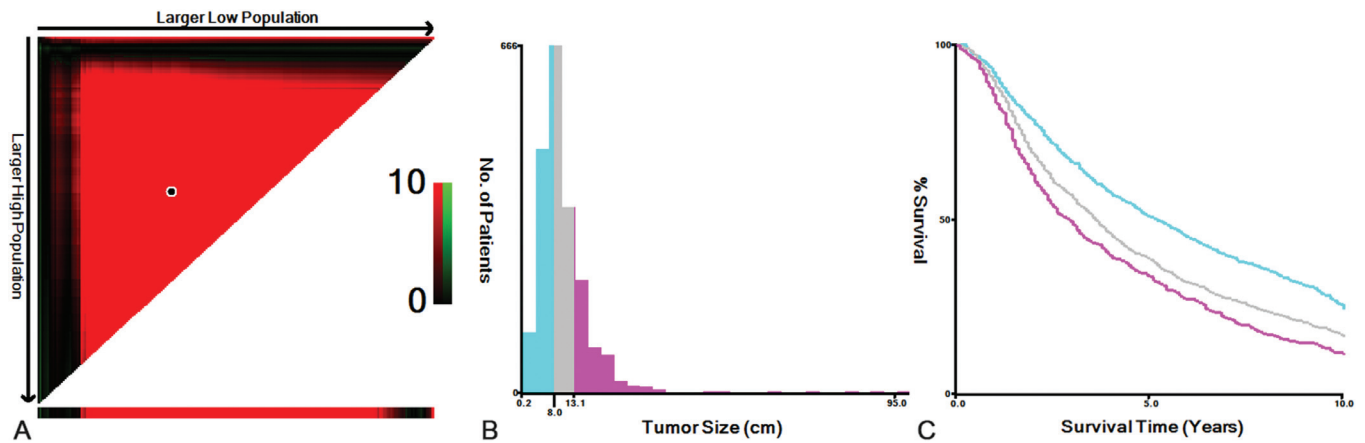 Larger Low Population
Larger High Population
10
0
A
No. of Patients
666
0
0.2
8.0
13.1
95.0
Tumor Size (cm)
B
% Survival
100
50
0
0.0
5.0
10.0
Survival Time (Years)
C